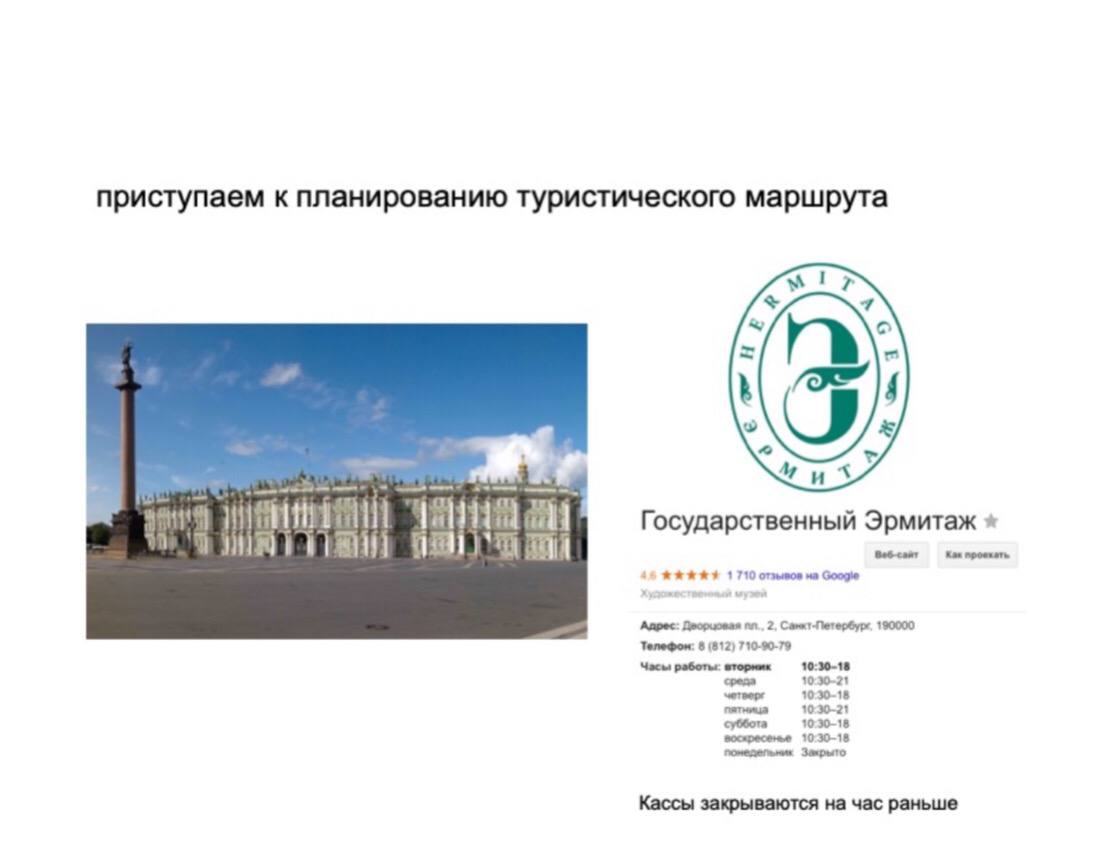 приступаем к планированию туристического маршрута
HERMITAGE
Э
ЭРМИТАЖ
Государственный Эрмитаж
Веб-сайт Как проехать
4,6 1 710 отзывов на Google
Художественный музей
Адрес: Дворцовая пл., 2, Санкт-Петербург, 190000
Телефон: 8 (812) 710-90-79
Часы работы: вторник 10:30–18
среда 10:30–21
четверг 10:30–18
пятница 10:30–21
суббота 10:30–18
воскресенье 10:30–18
понедельник Закрыто
Кассы закрываются на час раньше